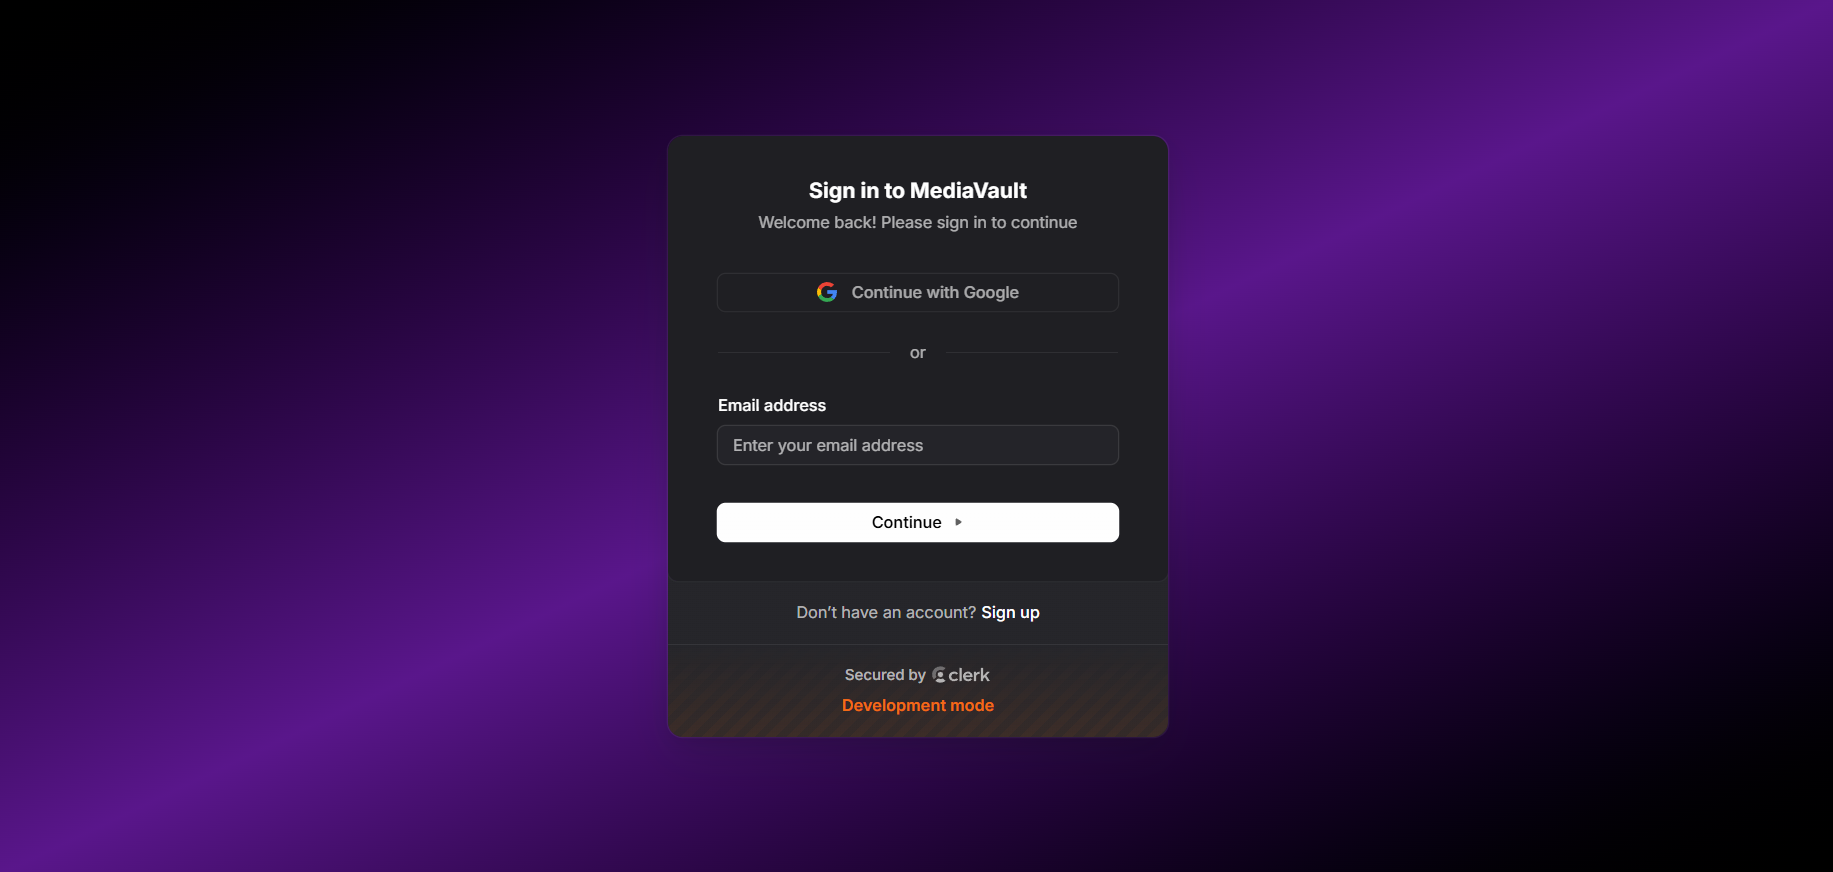 Sign in to MediaVault
Welcome back! Please sign in to continue
Continue with Google
or
Email address
Enter your email address
Continue
Don’t have an account? Sign up
Secured by clerk
Development mode